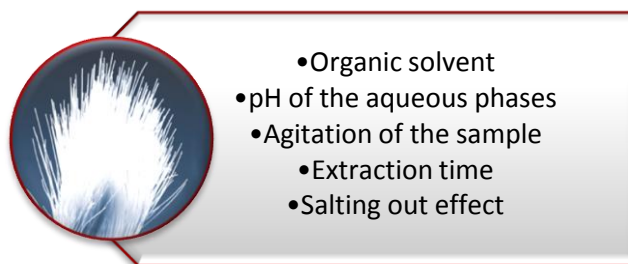 •Organic solvent
•pH of the aqueous phases
•Agitation of the sample
•Extraction time
•Salting out effect